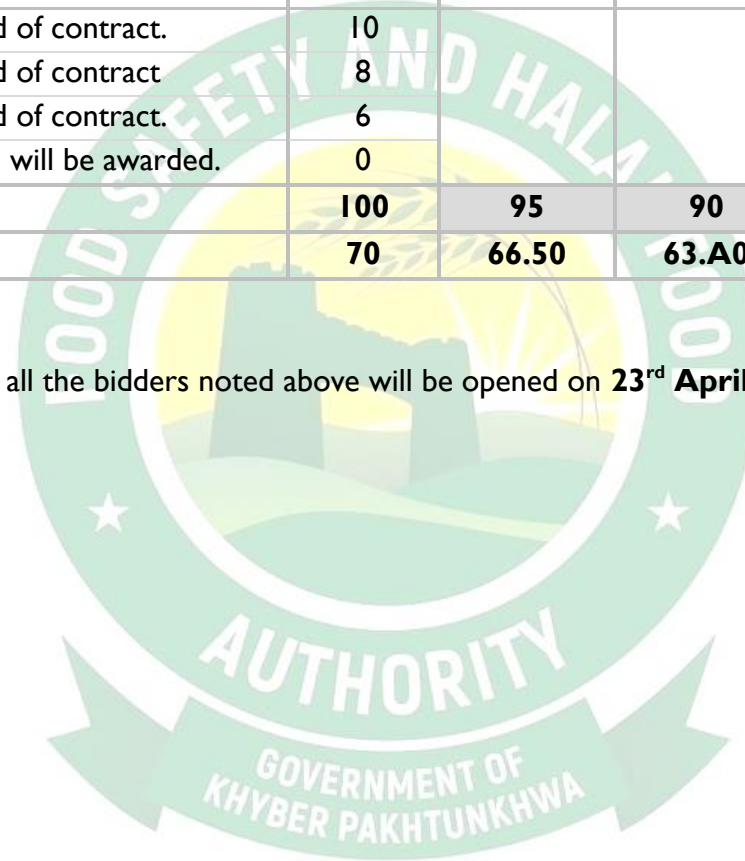 d of contract. 10
d of contract 8
d of contract. 6
will be awarded. 0
100 95 90
70 66.50 63.A0
all the bidders noted above will be opened on 23rd April
FOOD SAFETY AND HALAL FOOD
AUTHORITY
GOVERNMENT OF
KHYBER PAKHTUNKHWA